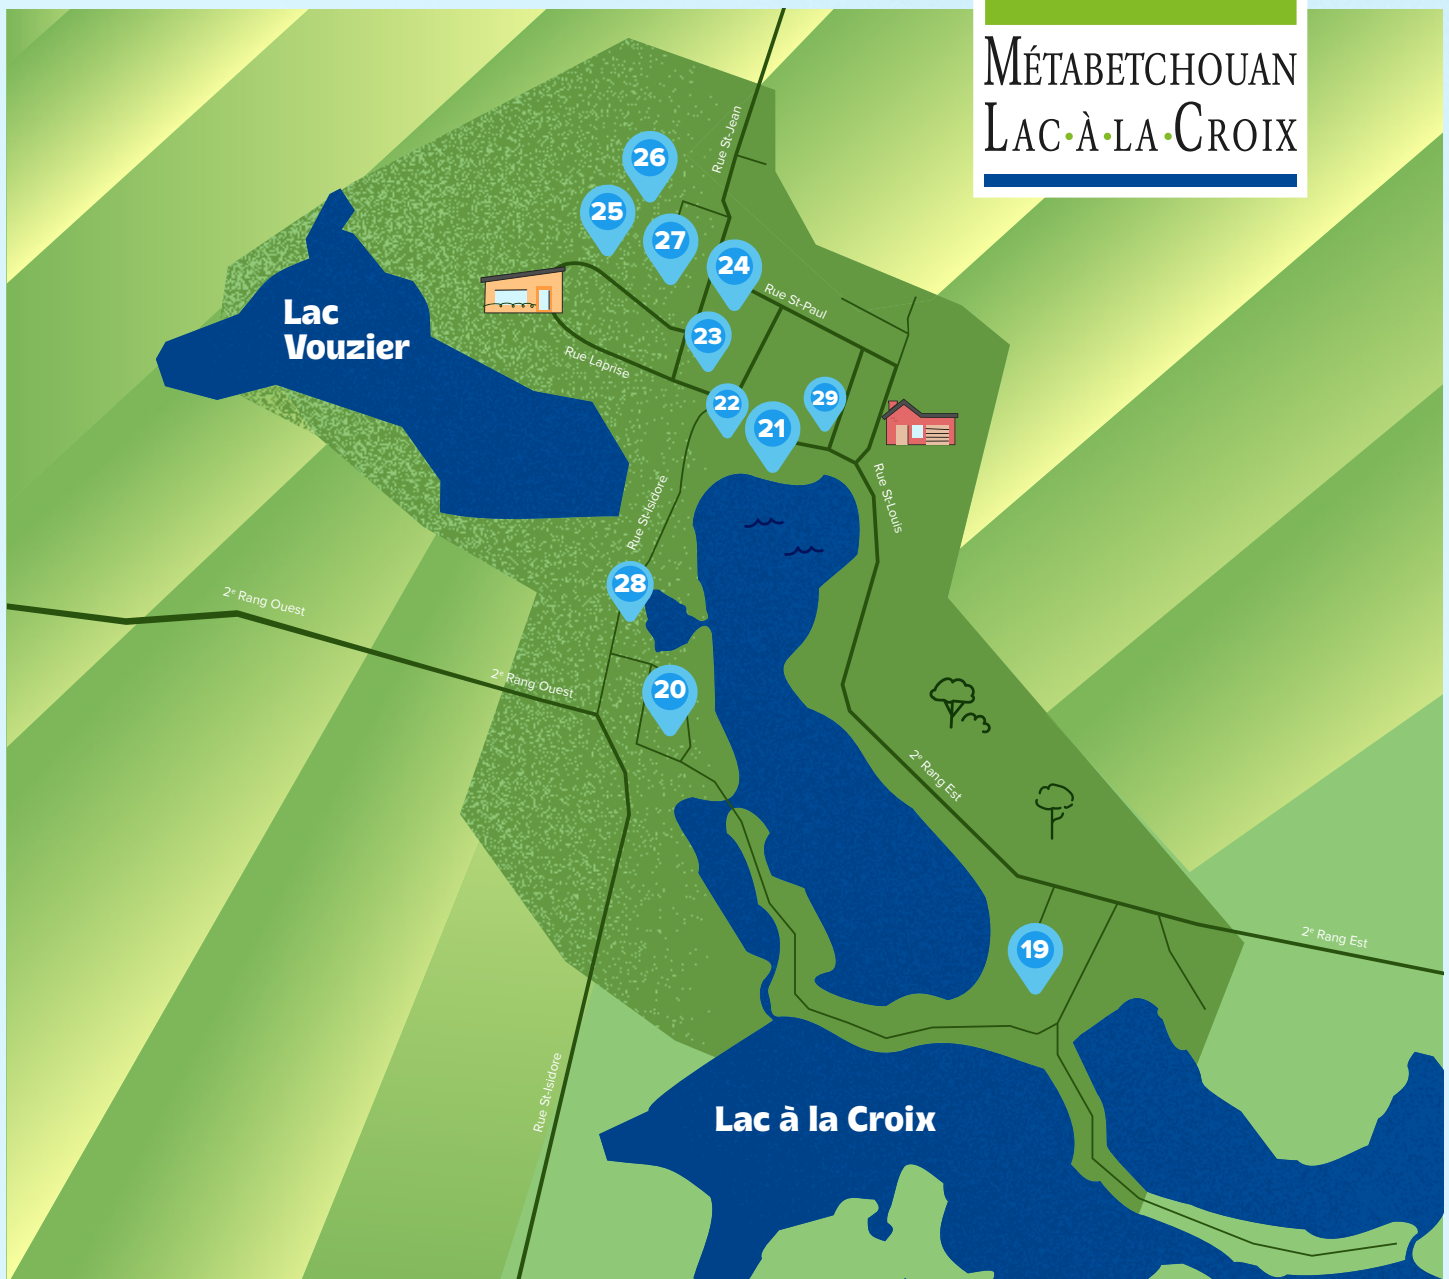 MÉTABETCHOUAN
LAC•À•LA•CROIX
Rue St-Jean
26
25
27
24
Rue St-Paul
23
Lac
Vouzier
Rue Laprise
22
29
21
Rue St-Louis
Rue St-Isidore
28
2e Rang Ouest
2e Rang Ouest
20
2e Rang Est
19
2e Rang Est
Rue St-Isidore
Lac à la Croix